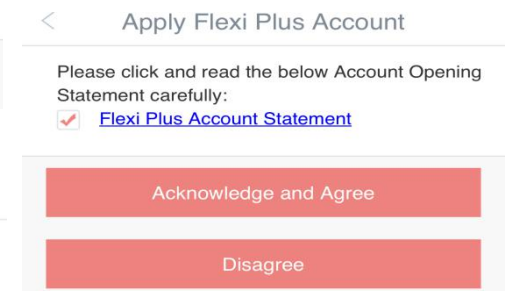 Apply Flexi Plus Account
Please click and read the below Account Opening
Statement carefully:
Flexi Plus Account Statement
Acknowledge and Agree
Disagree